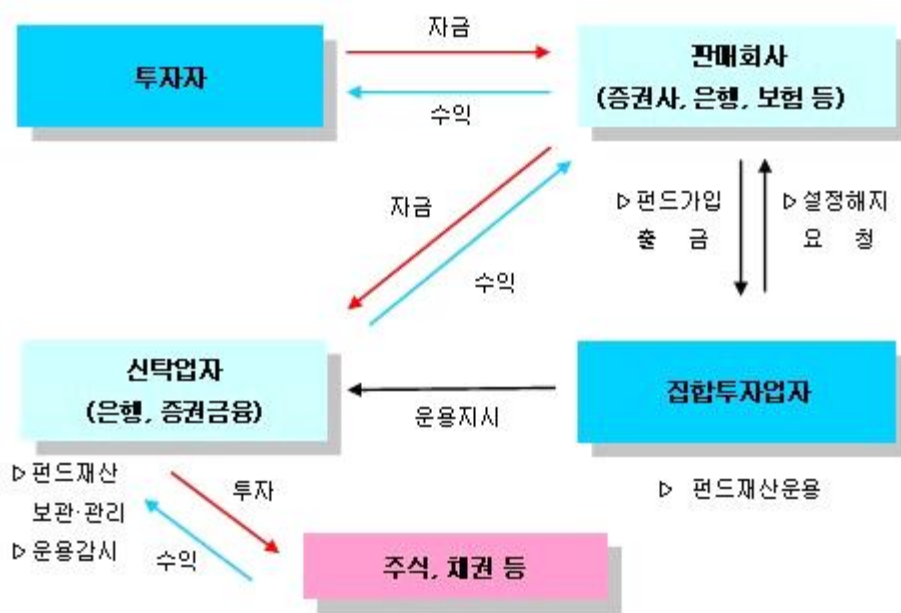 자금
투자자
판매회사
(증권사, 은행, 보험 등)
수익
▷펀드가입
출 금
▷설정해지
요 청
자금
수익
신탁업자
(은행, 증권금융)
집합투자업자
운용지시
▷펀드재산
보관·관리
▷운용감시
투자
수익
▷ 펀드재산운용
주식, 채권 등